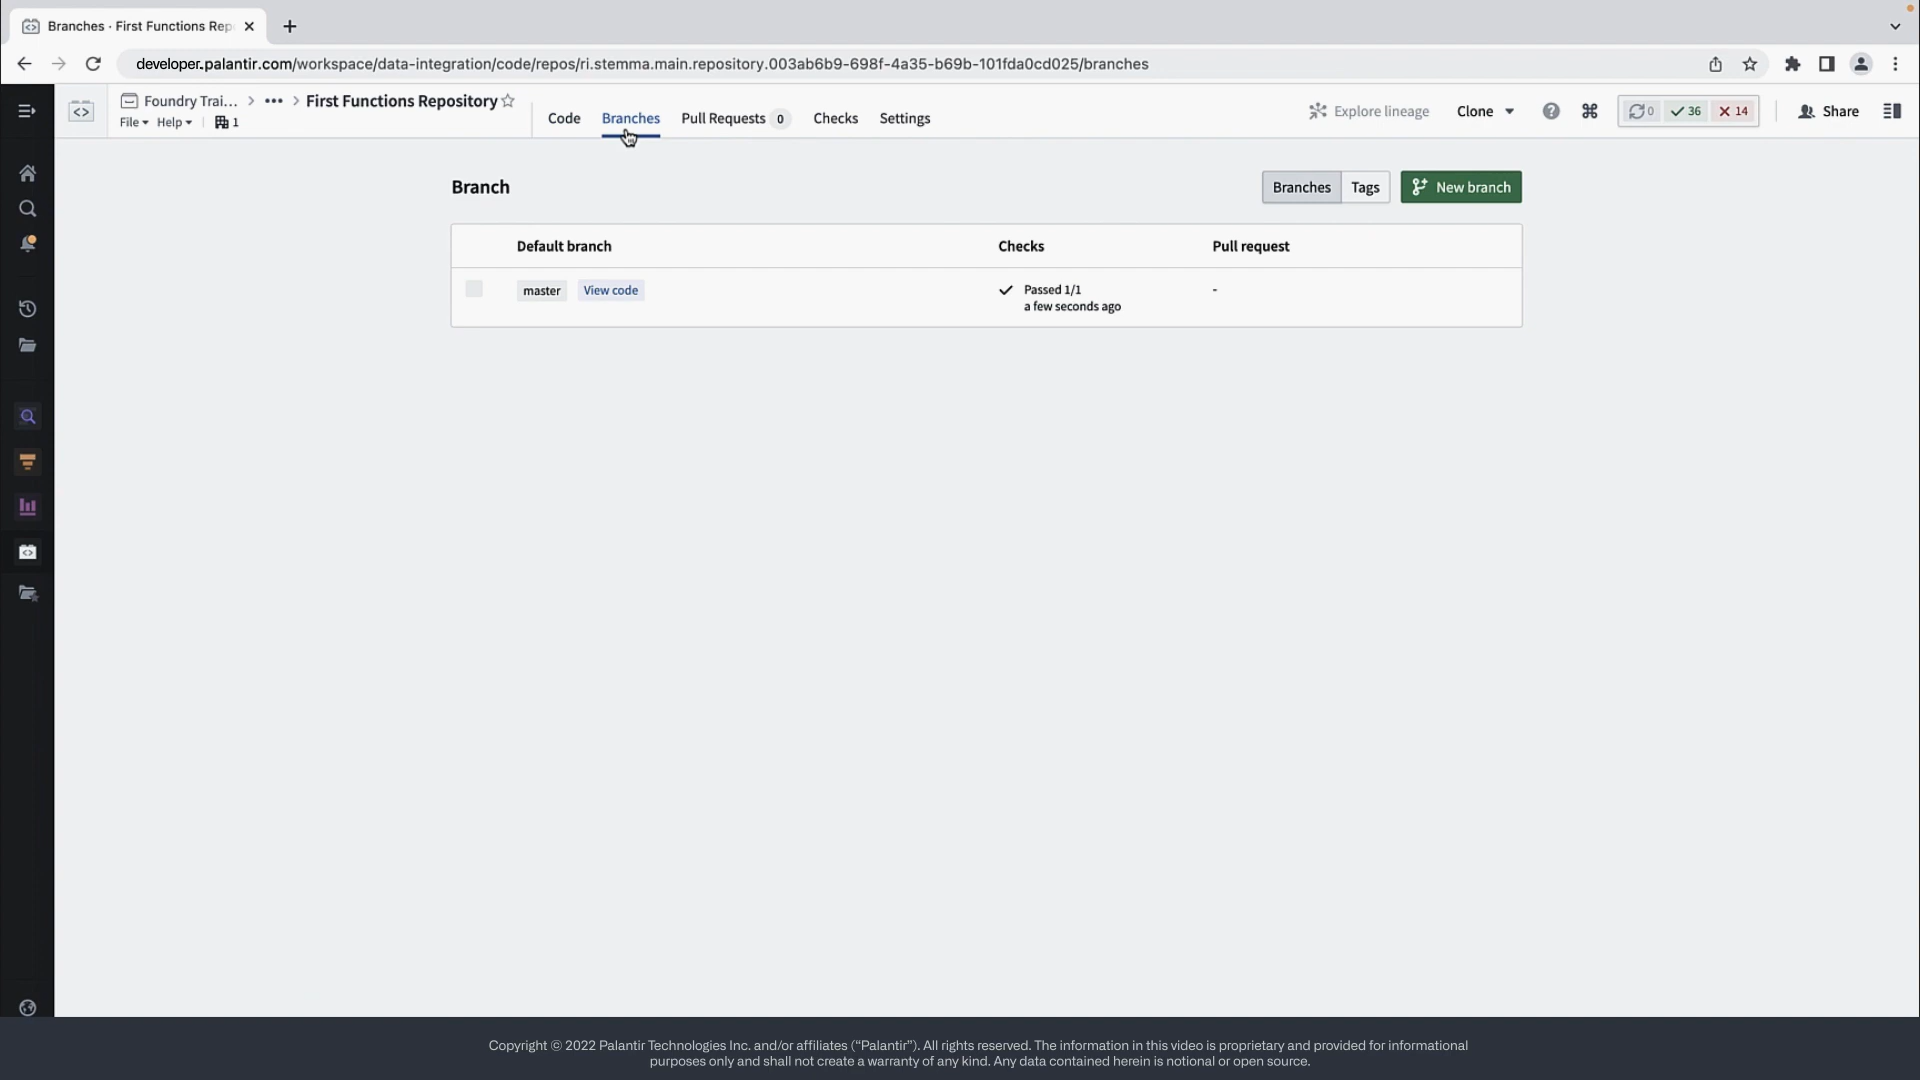 Branches · First Functions Rep
developer.palantir.com/workspace/data-integration/code/repos/ri.stemma.main.repository.003ab6b9-698f-4a35-b69b-101fda0cd025/branches
Foundry Trai... > ••• > First Functions Repository
File Help 1
Code Branches Pull Requests 0 Checks Settings
Explore lineage Clone 0 36 14 Share
Branch
Branches Tags New branch
Default branch Checks Pull request
master View code Passed 1/1 -
a few seconds ago
Copyright © 2022 Palantir Technologies Inc. and/or affiliates (“Palantir”). All rights reserved. The information in this video is proprietary and provided for informational
purposes only and shall not create a warranty of any kind. Any data contained herein is notional or open source.